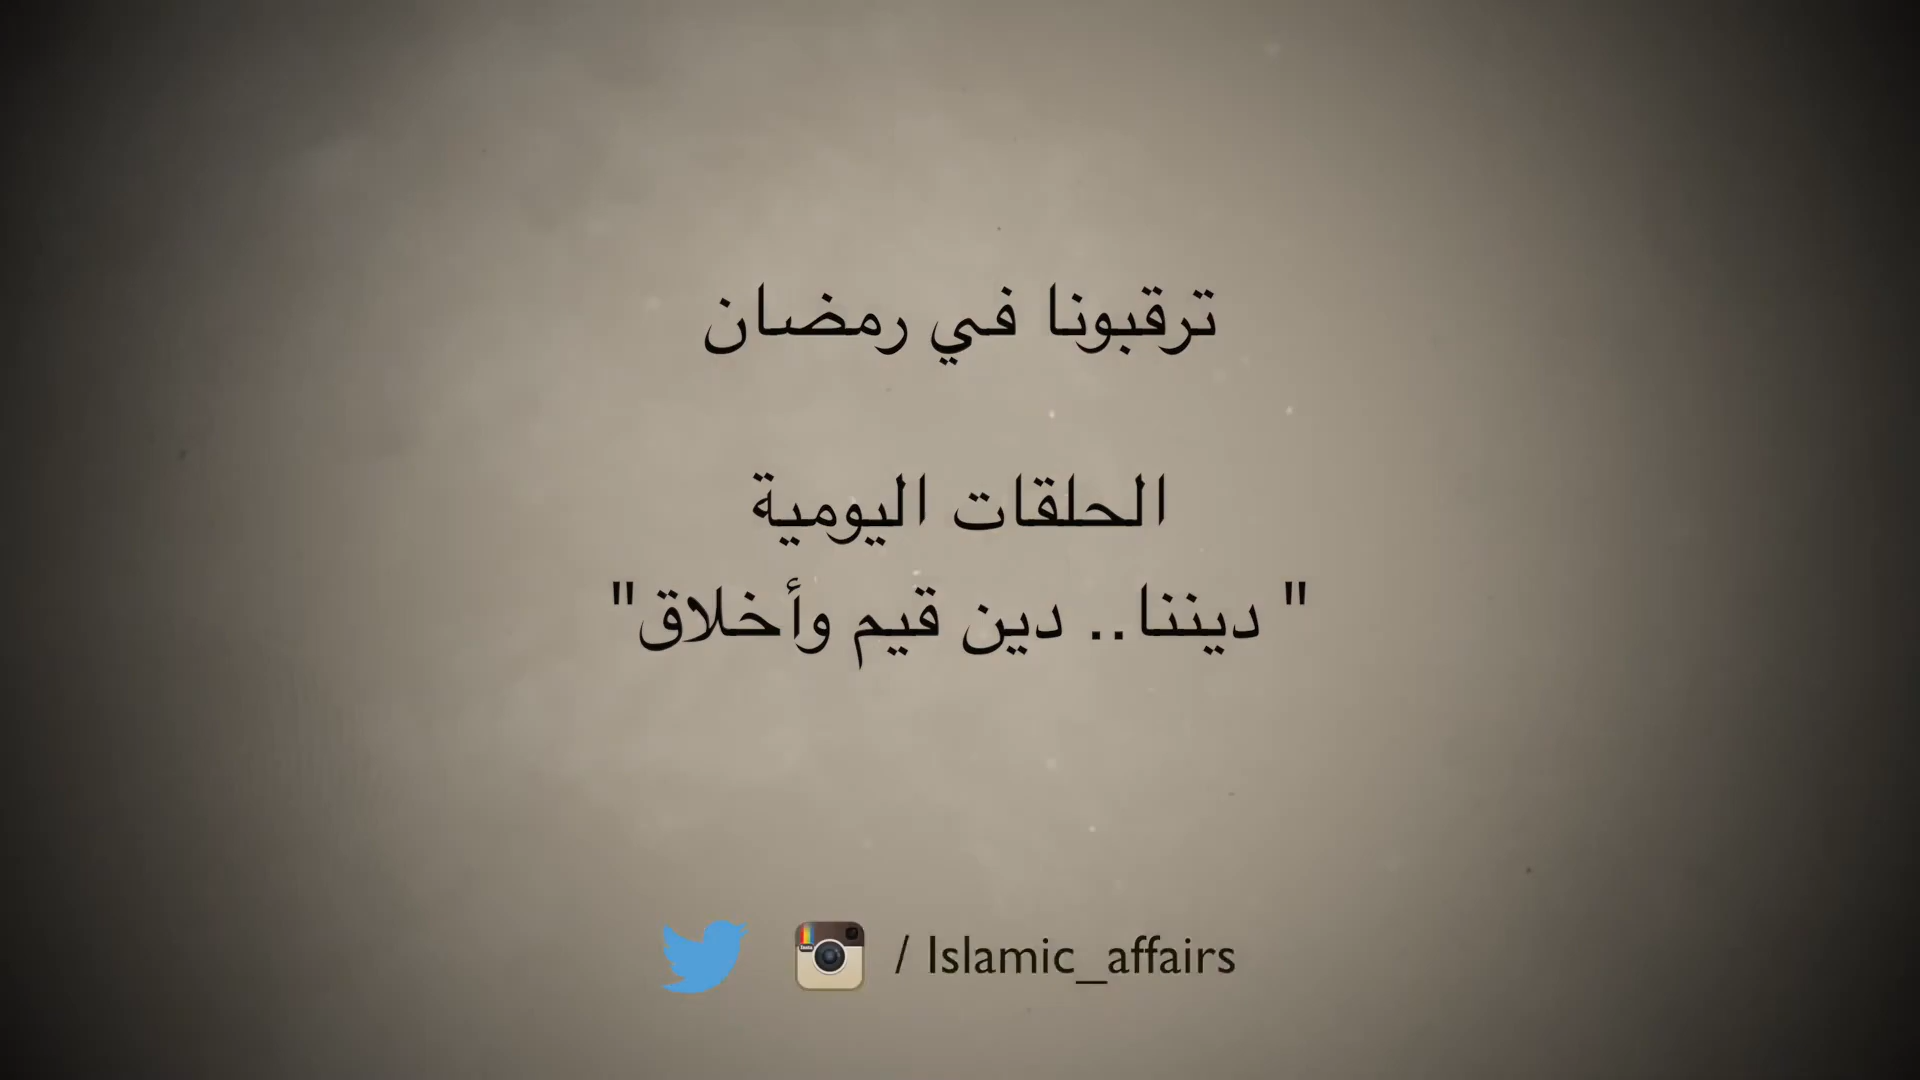 ترقبونا في رمضان
الحلقات اليومية
" ديننا.. دين قيم وأخلاق"
/ Islamic_affairs